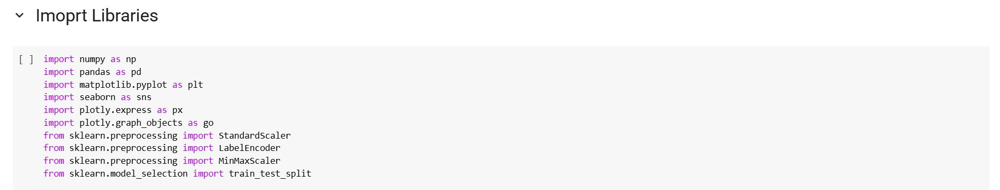 Imoprt Libraries
[ ] import numpy as np
import pandas as pd
import matplotlib.pyplot as plt
import seaborn as sns
import plotly.express as px
import plotly.graph_objects as go
from sklearn.preprocessing import StandardScaler
from sklearn.preprocessing import LabelEncoder
from sklearn.preprocessing import MinMaxScaler
from sklearn.model_selection import train_test_split